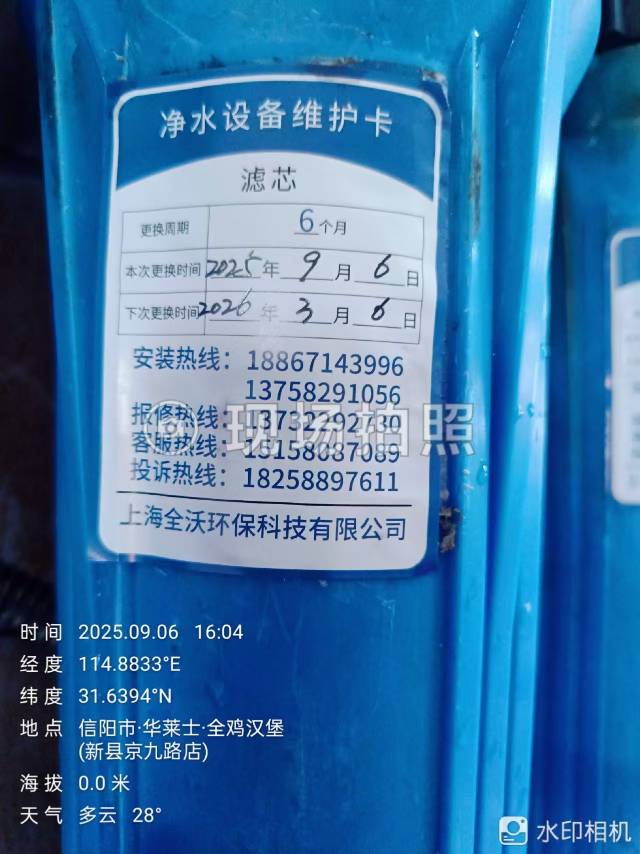 净水设备维护卡
滤芯
更换周期 6个月
本次更换时间 2025年 9月 6日
下次更换时间 2026年 3月 6日
安装热线：18867143996
13758291056
报修热线：13732292730
客服热线：15158087089
投诉热线：18258897611
上海全沃环保科技有限公司
现场拍照
时间 2025.09.06 16:04
经度 114.8833°E
纬度 31.6394°N
地点 信阳市·华莱士·全鸡汉堡
(新县京九路店)
海拔 0.0 米
天气 多云 28°
水印相机